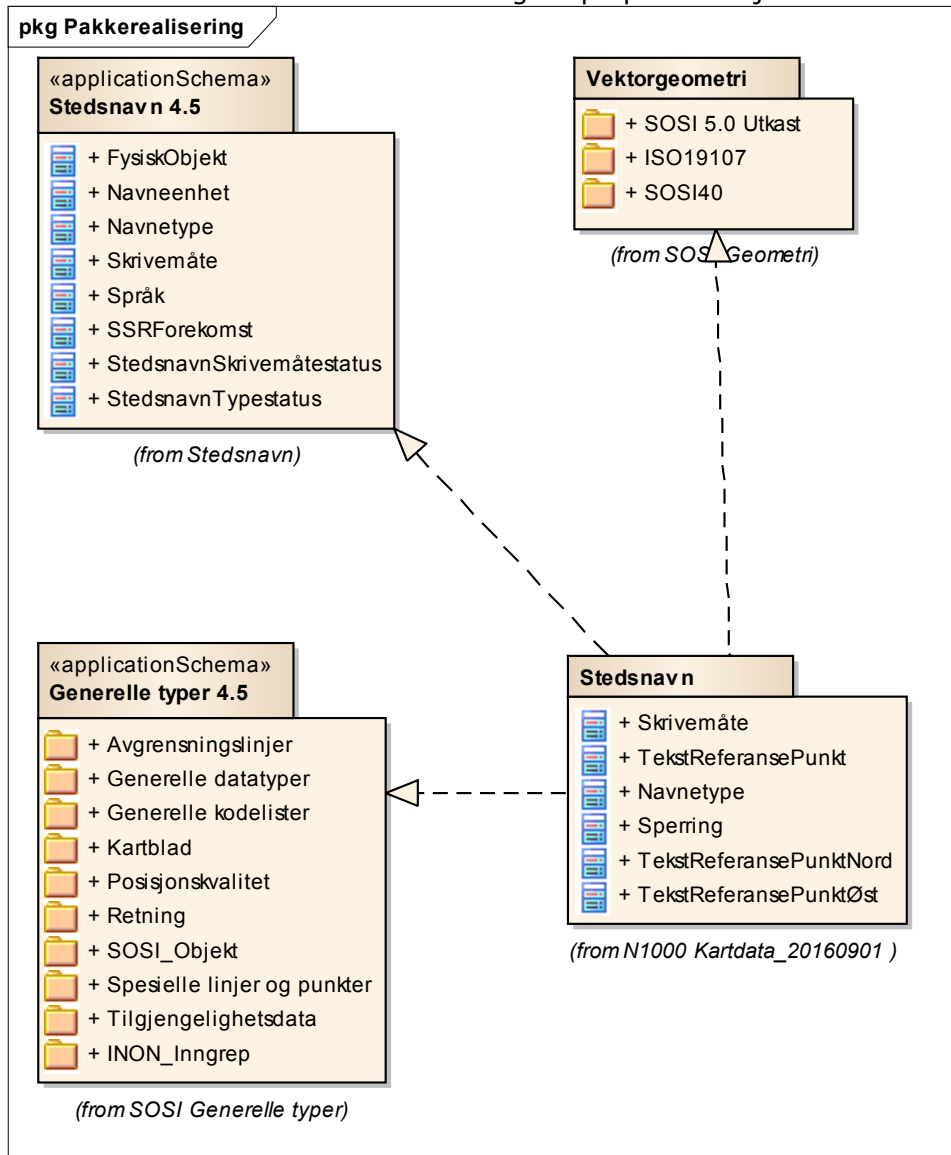 pkg Pakkerealisering
«applicationSchema»
Stedsnavn 4.5
+ FysiskObjekt
+ Navneenhet
+ Navnetype
+ Skrivemåte
+ Språk
+ SSRForekomst
+ StedsnavnSkrivemåtestatus
+ StedsnavnTypestatus
(from Stedsnavn)
Vektorgeometri
+ SOSI 5.0 Utkast
+ ISO19107
+ SOSI40
(from SOSI Geometri)
«applicationSchema»
Generelle typer 4.5
+ Avgrensningslinjer
+ Generelle datatyper
+ Generelle kodelister
+ Kartblad
+ Posisjonskvalitet
+ Retning
+ SOSI_Objekt
+ Spesielle linjer og punkter
+ Tilgjengelighetsdata
+ INON_Inngrep
(from SOSI Generelle typer)
Stedsnavn
+ Skrivemåte
+ TekstReferansePunkt
+ Navnetype
+ Sperring
+ TekstReferansePunktNord
+ TekstReferansePunktØst
(from N1000 Kartdata_20160901 )